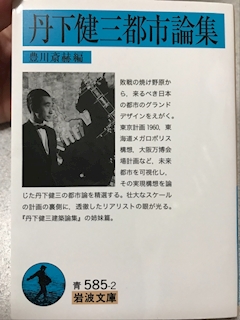 丹下健三都市論集
豊川斎赫編
敗戦の焼け野原か
ら、来るべき日本
の都市のグランド
デザインをえがく。
東京計画1960、東
海道メガロポリス
構想、大阪万博会
場計画など、未来
都市を可視化し、
その実現構想を論
じた丹下健三の都市論を精選する。壮大なスケール
の計画の裏側に、透徹したリアリストの眼が光る。
『丹下健三建築論集』の姉妹篇。
青 585-2
岩波文庫